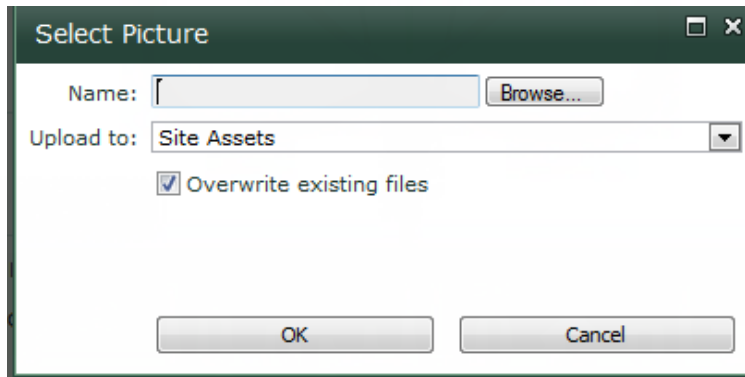 Select Picture
Name: Browse...
Upload to: Site Assets
Overwrite existing files
OK Cancel